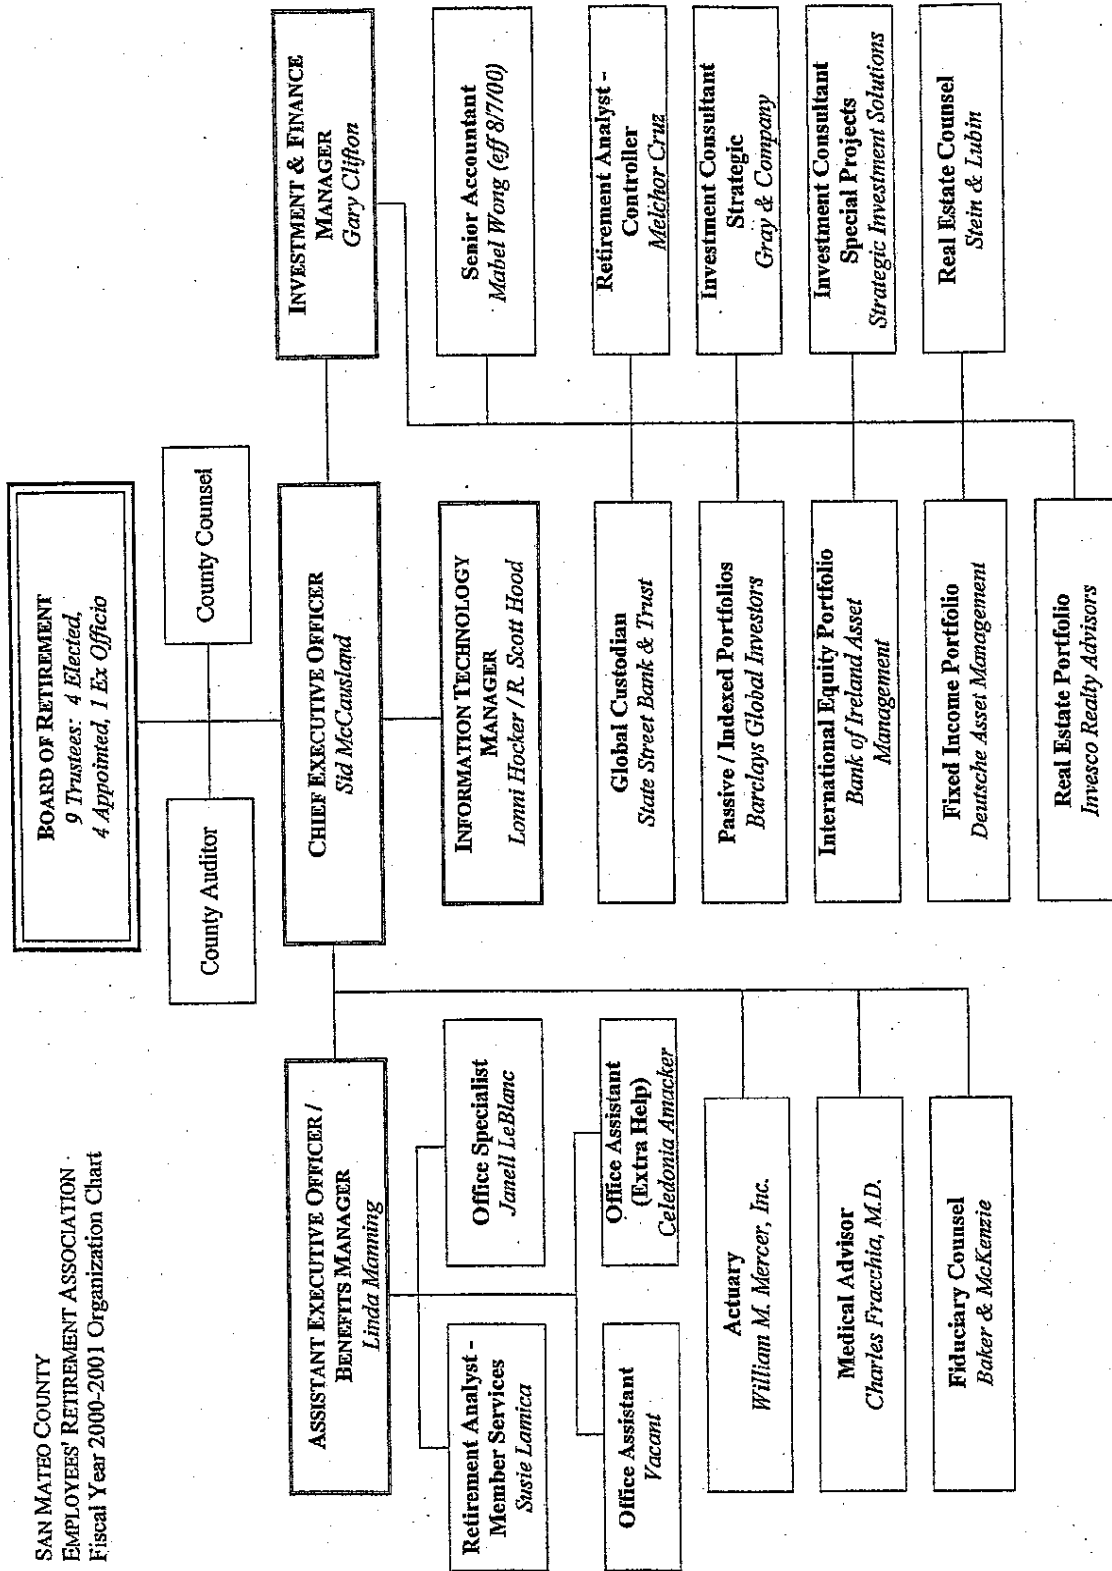 SAN MATEO COUNTY
EMPLOYEES' RETIREMENT ASSOCIATION
Fiscal Year 2000-2001 Organization Chart
BOARD OF RETIREMENT
9 Trustees: 4 Elected,
4 Appointed, 1 Ex Officio
County Auditor
County Counsel
ASSISTANT EXECUTIVE OFFICER /
BENEFITS MANAGER
Linda Manning
CHIEF EXECUTIVE OFFICER
Sid McCausland
INVESTMENT & FINANCE
MANAGER
Gary Clifton
Retirement Analyst -
Member Services
Susie Lamica
Office Specialist
Janell LeBlanc
INFORMATION TECHNOLOGY
MANAGER
Lonni Hocker / R. Scott Hood
Senior Accountant
Mabel Wong (eff 8/7/00)
Office Assistant
Vacant
Office Assistant
(Extra Help)
Celedonia Amacker
Global Custodian
State Street Bank & Trust
Retirement Analyst -
Controller
Melchor Cruz
Actuary
William M. Mercer, Inc.
Passive / Indexed Portfolios
Barclays Global Investors
Investment Consultant
Strategic
Gray & Company
Medical Advisor
Charles Fracchia, M.D.
International Equity Portfolio
Bank of Ireland Asset
Management
Investment Consultant
Special Projects
Strategic Investment Solutions
Fiduciary Counsel
Baker & McKenzie
Fixed Income Portfolio
Deutsche Asset Management
Real Estate Counsel
Stein & Lubin
Real Estate Portfolio
Invesco Realty Advisors